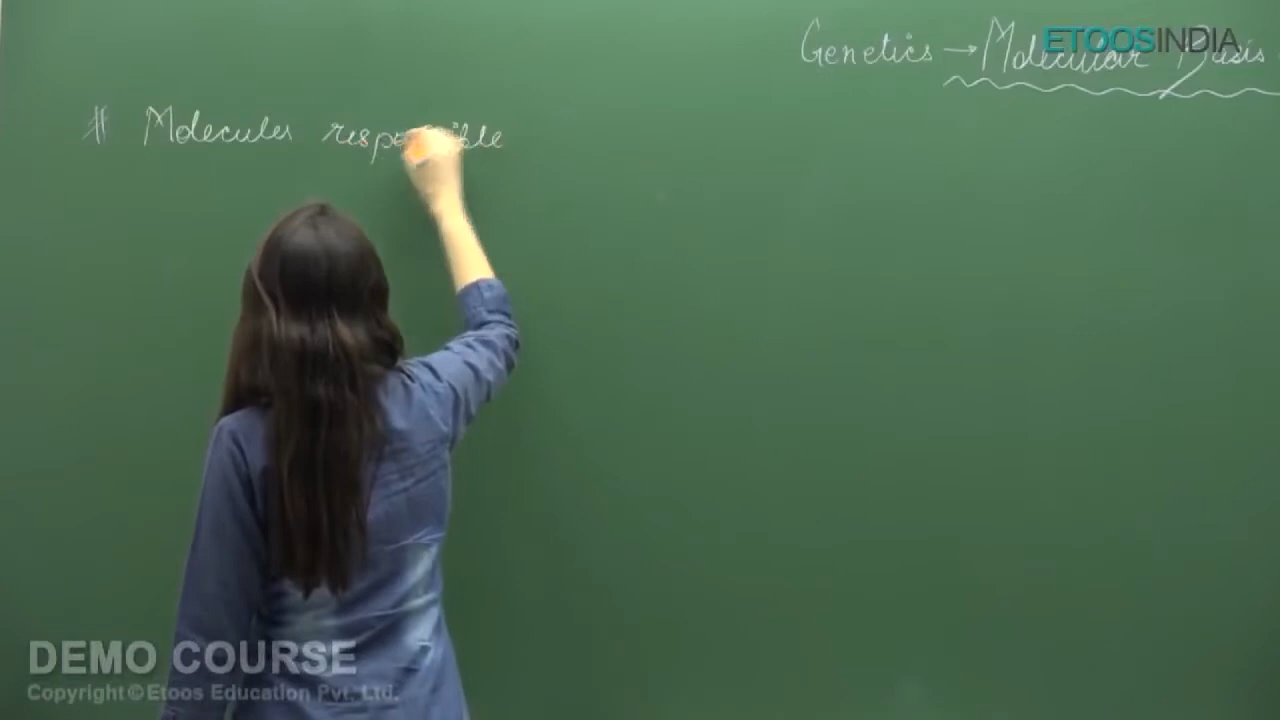 Genetics → Molecular Basis
ETOOSINDIA
# Molecules responsible
DEMO COURSE
Copyright©Etoos Education Pvt. Ltd.